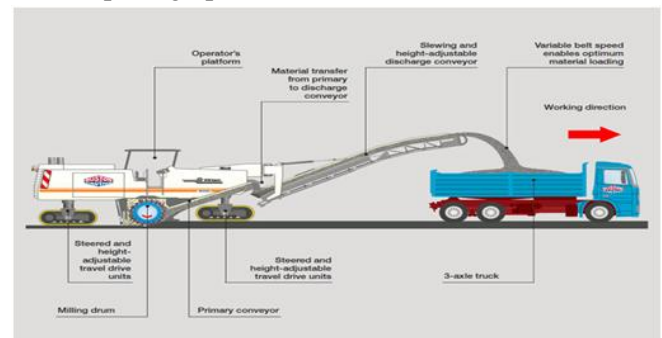 Operator's
platform
Material transfer
from primary
to discharge
conveyor
Slewing and
height-adjustable
discharge conveyor
Variable belt speed
enables optimum
material loading
Working direction
Steered and
height-
adjustable
travel drive
units
Steered and
height-adjustable
travel drive units
3-axle truck
Milling drum
Primary conveyor